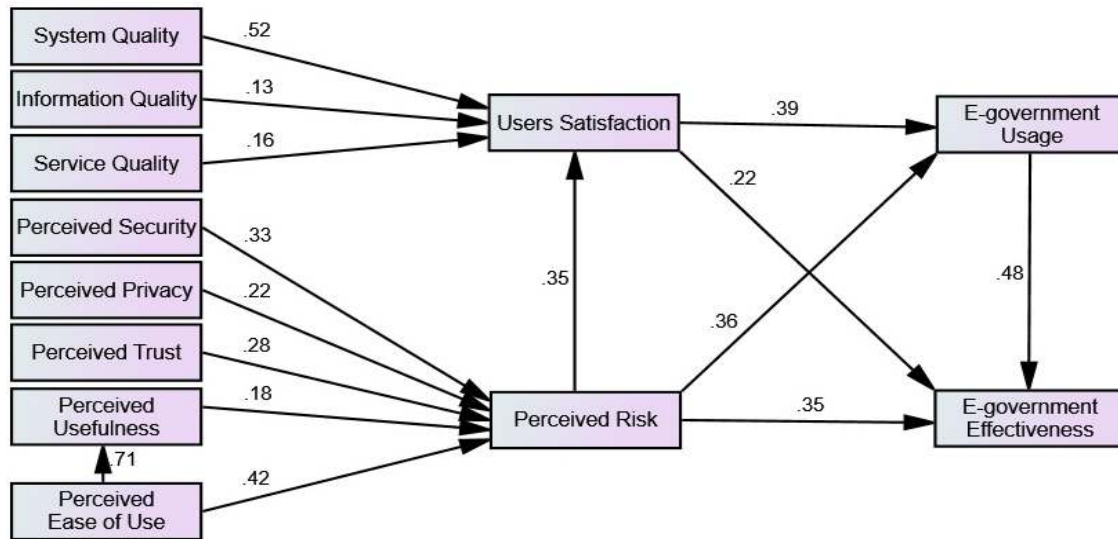 System Quality
.52
Information Quality
.13
Service Quality
.16
Perceived Security
.33
Perceived Privacy
.22
Perceived Trust
.28
Perceived
Usefulness
.18
.71
Perceived
Ease of Use
.42
Users Satisfaction
.39
.22
.35
Perceived Risk
.36
.35
E-government
Usage
.48
E-government
Effectiveness